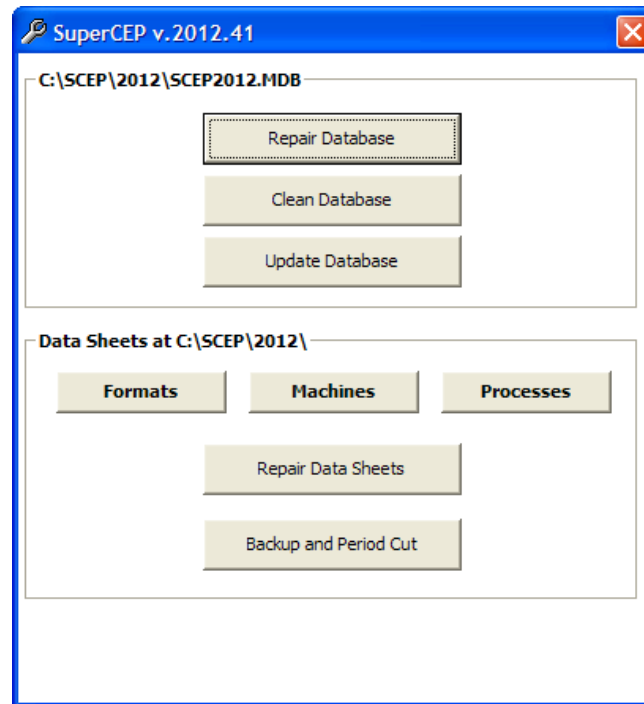 SuperCEP v.2012.41
C:\SCEP\2012\SCEP2012.MDB
Repair Database
Clean Database
Update Database
Data Sheets at C:\SCEP\2012\
Formats Machines Processes
Repair Data Sheets
Backup and Period Cut